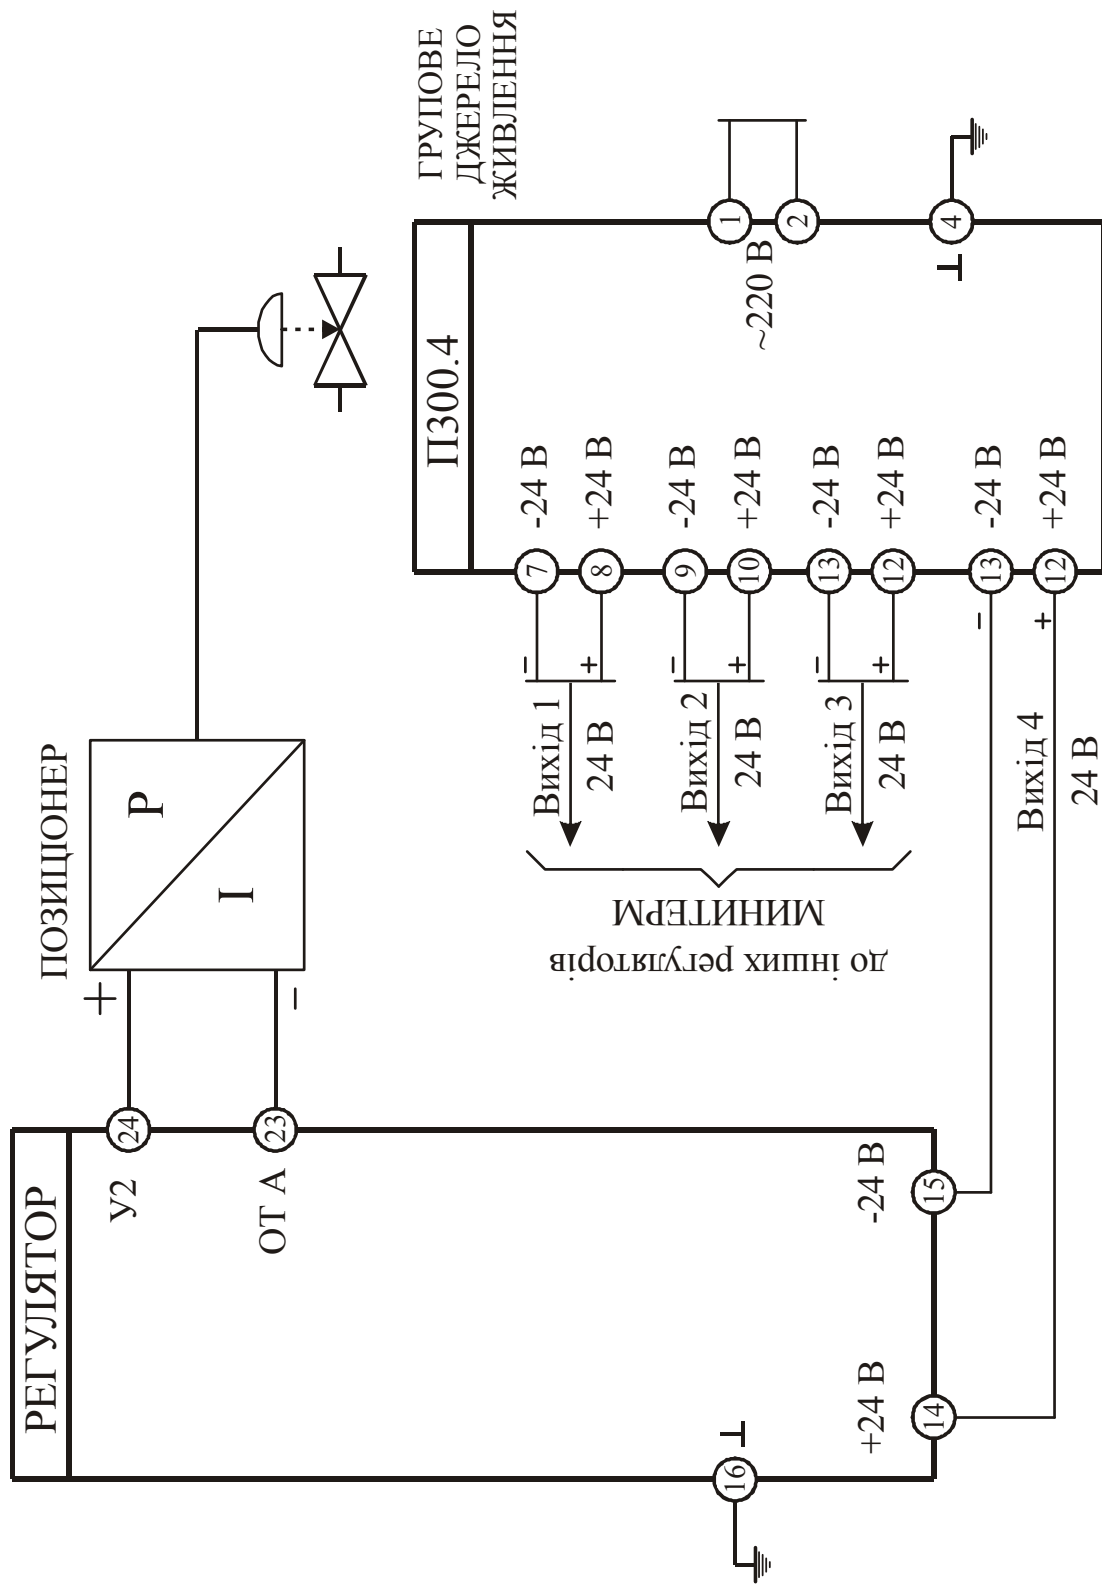 РЕГУЛЯТОР
У2
24
ОТ А
23
16
+24 В
14
-24 В
15
ПОЗИЦІОНЕР
+
-
P
I
ГРУПОВЕ
ДЖЕРЕЛО
ЖИВЛЕННЯ
П300.4
7
-24 В
8
+24 В
9
-24 В
10
+24 В
13
-24 В
12
+24 В
13
-24 В
12
+24 В
1
~220 В
2
4
-
Вихід 1
+
24 В
-
Вихід 2
+
24 В
-
Вихід 3
+
24 В
-
+
Вихід 4
24 В
до інших регуляторів
МИНИТЕРМ